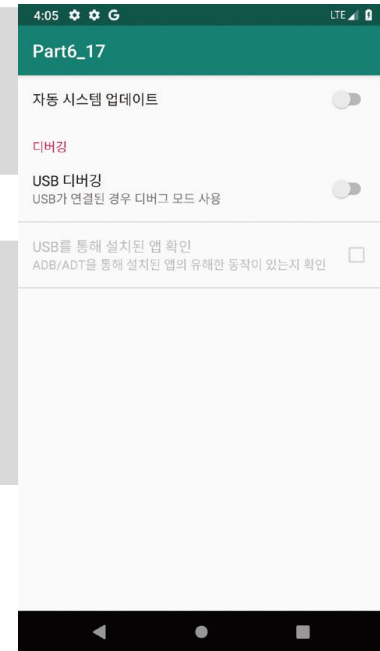 4:05 G LTE
Part6_17
자동 시스템 업데이트
디버깅
USB 디버깅
USB가 연결된 경우 디버그 모드 사용
USB를 통해 설치된 앱 확인
ADB/ADT을 통해 설치된 앱의 유해한 동작이 있는지 확인